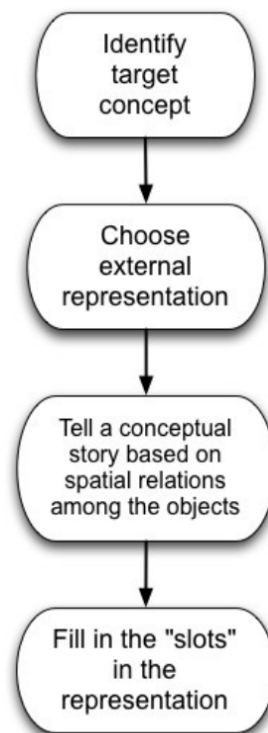 Identify
target
concept
Choose
external
representation
Tell a conceptual
story based on
spatial relations
among the objects
Fill in the "slots"
in the
representation